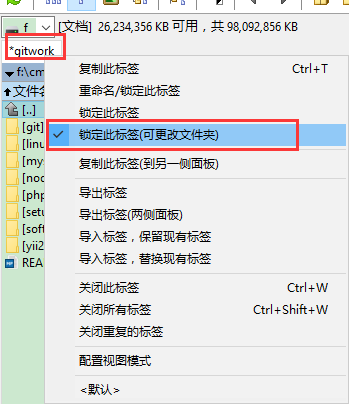 f [文档] 26,234,356 KB 可用，共 98,092,856 KB
*gitwork
f:\cm
文件名
[..]
[git]
[linu
[mys
[nod
[php
[setu
[soft
[yii2
REA
复制此标签 Ctrl+T
重命名/锁定此标签
锁定此标签
锁定此标签(可更改文件夹)
复制此标签(到另一侧面板)
导出标签
导出标签(两侧面板)
导入标签，保留现有标签
导入标签，替换现有标签
关闭此标签 Ctrl+W
关闭所有标签 Ctrl+Shift+W
关闭重复的标签
配置视图模式
<默认>